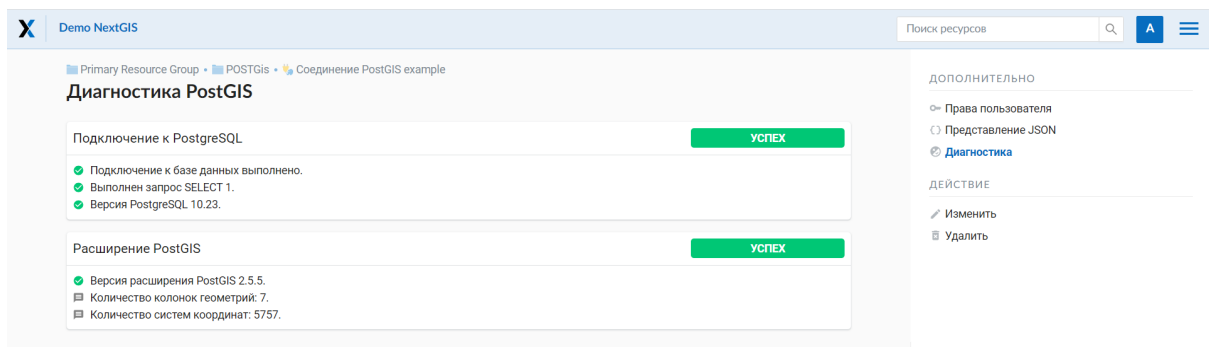 Demo NextGIS
Поиск ресурсов
A
Primary Resource Group • POSTGis • Соединение PostGIS example
Диагностика PostGIS
Подключение к PostgreSQL
УСПЕХ
Подключение к базе данных выполнено.
Выполнен запрос SELECT 1.
Версия PostgreSQL 10.23.
Расширение PostGIS
УСПЕХ
Версия расширения PostGIS 2.5.5.
Количество колонок геометрий: 7.
Количество систем координат: 5757.
ДОПОЛНИТЕЛЬНО
Права пользователя
Представление JSON
Диагностика
ДЕЙСТВИЕ
Изменить
Удалить